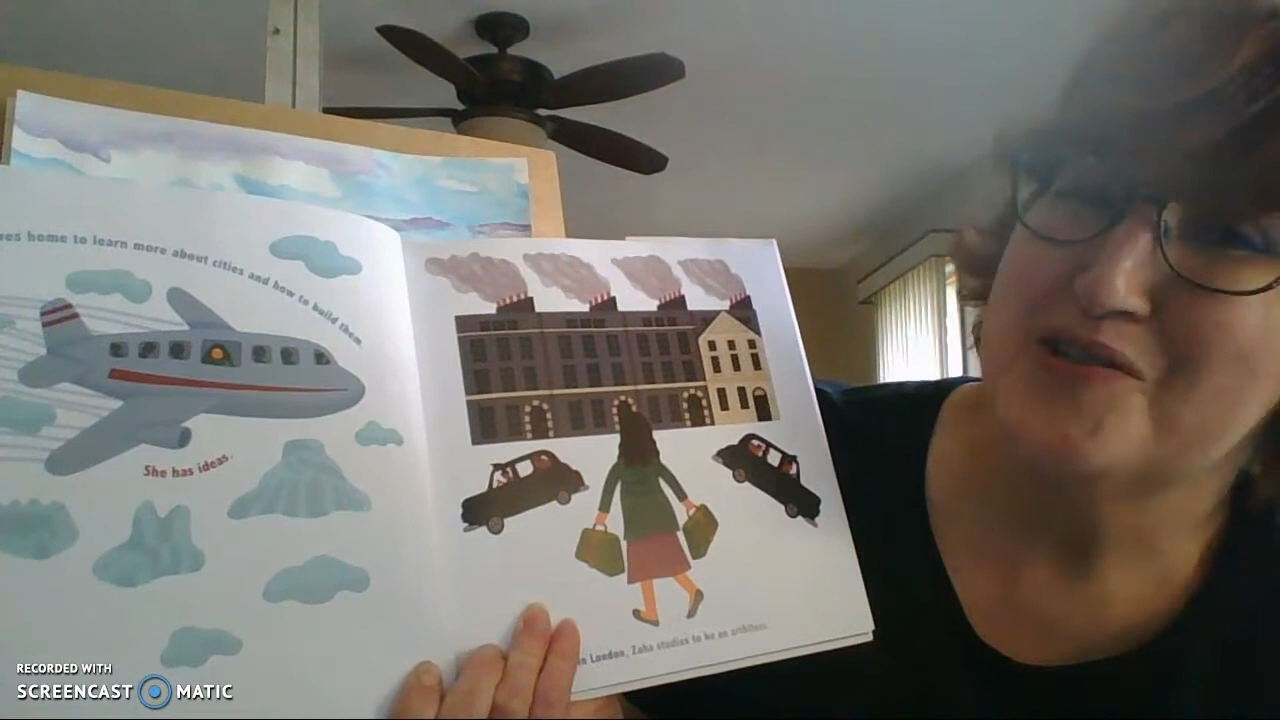 home to learn more about cities and how to build them.
She has ideas.
in London, Zaha studies to be an architect.
RECORDED WITH
SCREENCAST MATIC